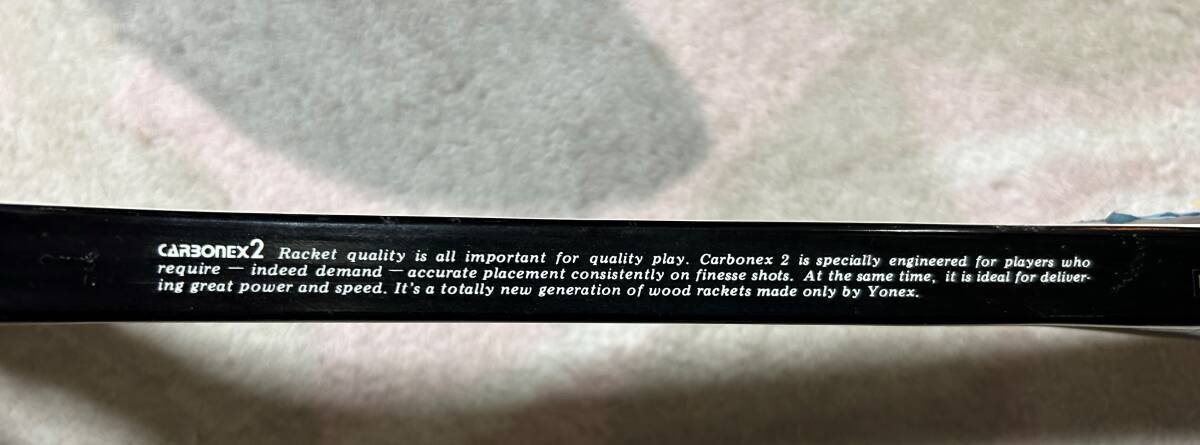 CARBONEX2 Racket quality is all important for quality play. Carbonex 2 is specially engineered for players who
require — indeed demand — accurate placement consistently on finesse shots. At the same time, it is ideal for deliver-
ing great power and speed. It's a totally new generation of wood rackets made only by Yonex.